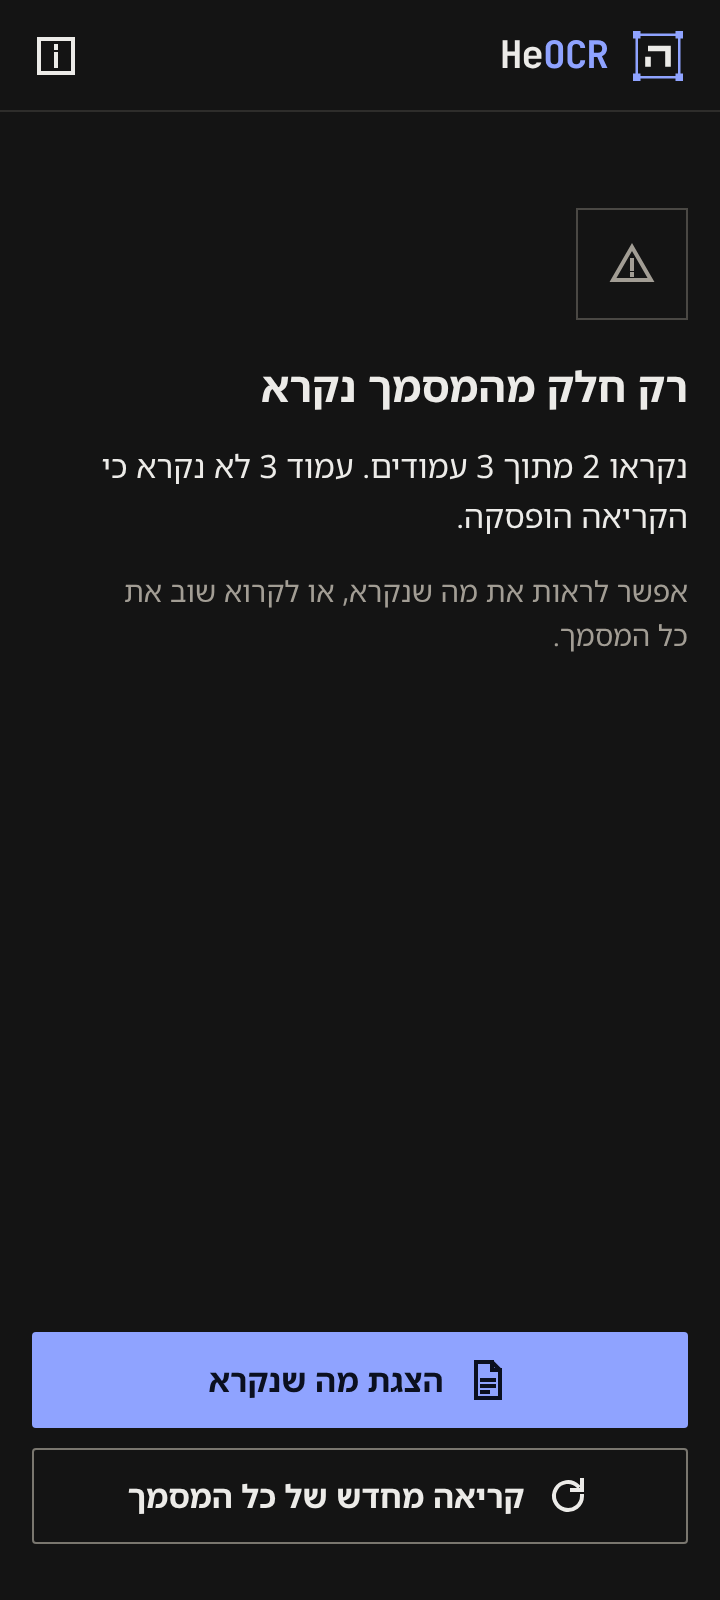 HeOCR ה
רק חלק מהמסמך נקרא
נקראו 2 מתוך 3 עמודים. עמוד 3 לא נקרא כי
הקריאה הופסקה.
אפשר לראות את מה שנקרא, או לקרוא שוב את
כל המסמך.
הצגת מה שנקרא
קריאה מחדש של כל המסמך